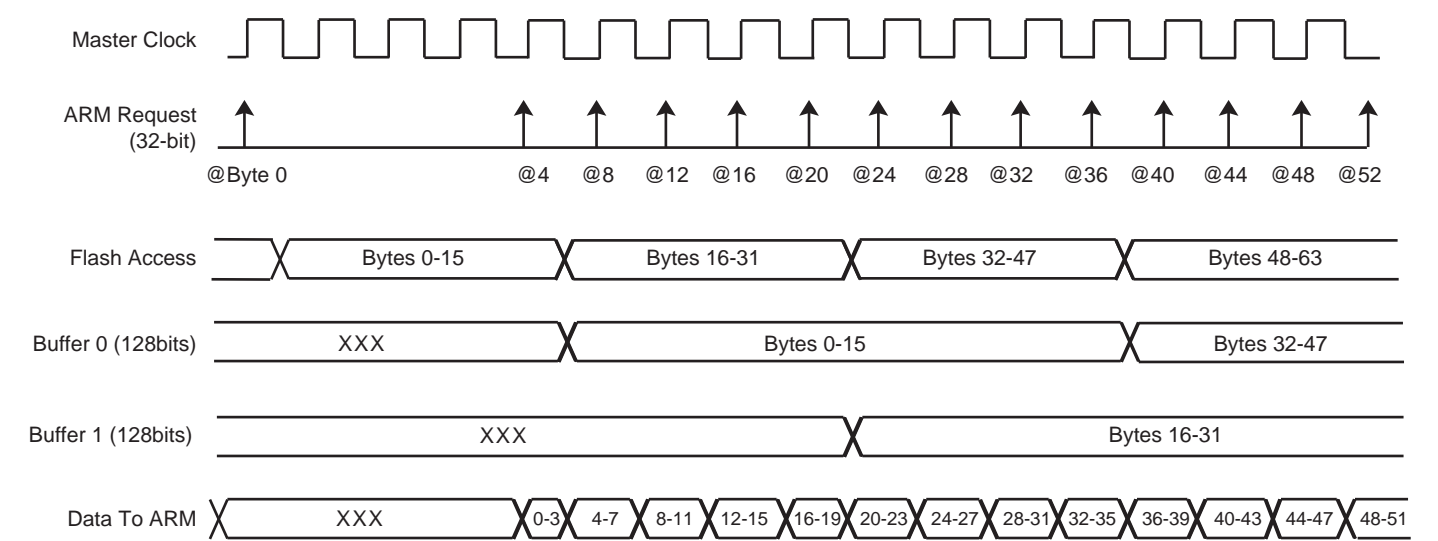 Master Clock
ARM Request
(32-bit)
@Byte 0 @4 @8 @12 @16 @20 @24 @28 @32 @36 @40 @44 @48 @52
Flash Access Bytes 0-15 Bytes 16-31 Bytes 32-47 Bytes 48-63
Buffer 0 (128bits) XXX Bytes 0-15 Bytes 32-47
Buffer 1 (128bits) XXX Bytes 16-31
Data To ARM XXX 0-3 4-7 8-11 12-15 16-19 20-23 24-27 28-31 32-35 36-39 40-43 44-47 48-51